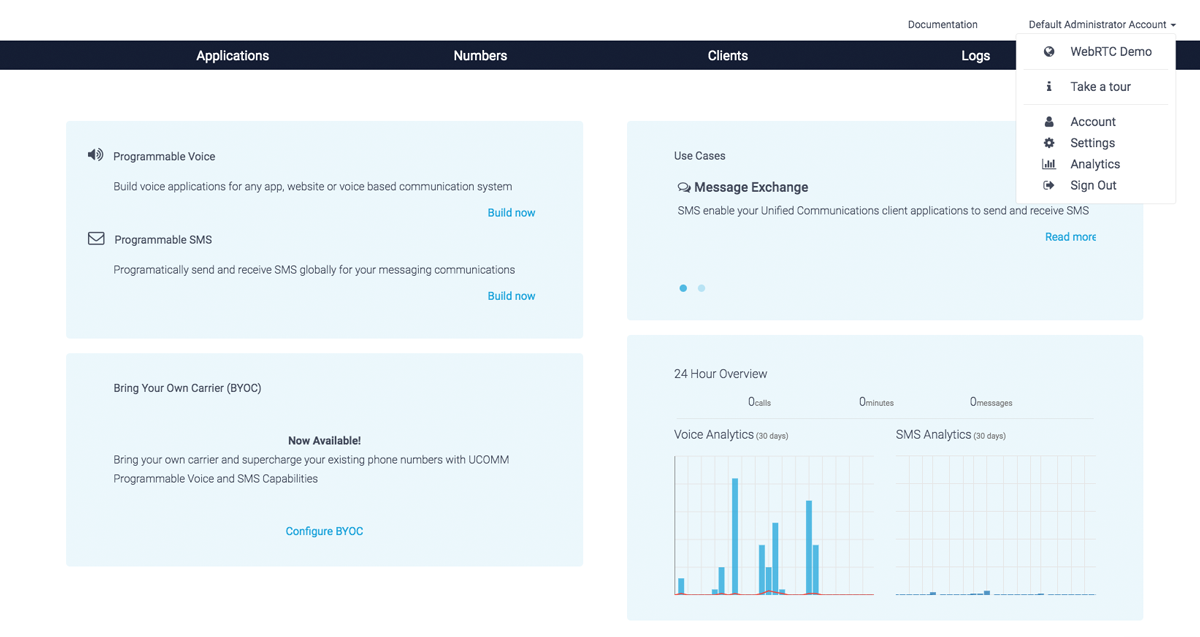 Documentation
Default Administrator Account
Applications
Numbers
Clients
Logs
WebRTC Demo
Take a tour
Account
Settings
Analytics
Sign Out
Programmable Voice
Build voice applications for any app, website or voice based communication system
Build now
Programmable SMS
Programatically send and receive SMS globally for your messaging communications
Build now
Use Cases
Message Exchange
SMS enable your Unified Communications client applications to send and receive SMS
Read more
Bring Your Own Carrier (BYOC)
Now Available!
Bring your own carrier and supercharge your existing phone numbers with UCOMM
Programmable Voice and SMS Capabilities
Configure BYOC
24 Hour Overview
0calls
0minutes
0messages
Voice Analytics (30 days)
SMS Analytics (30 days)